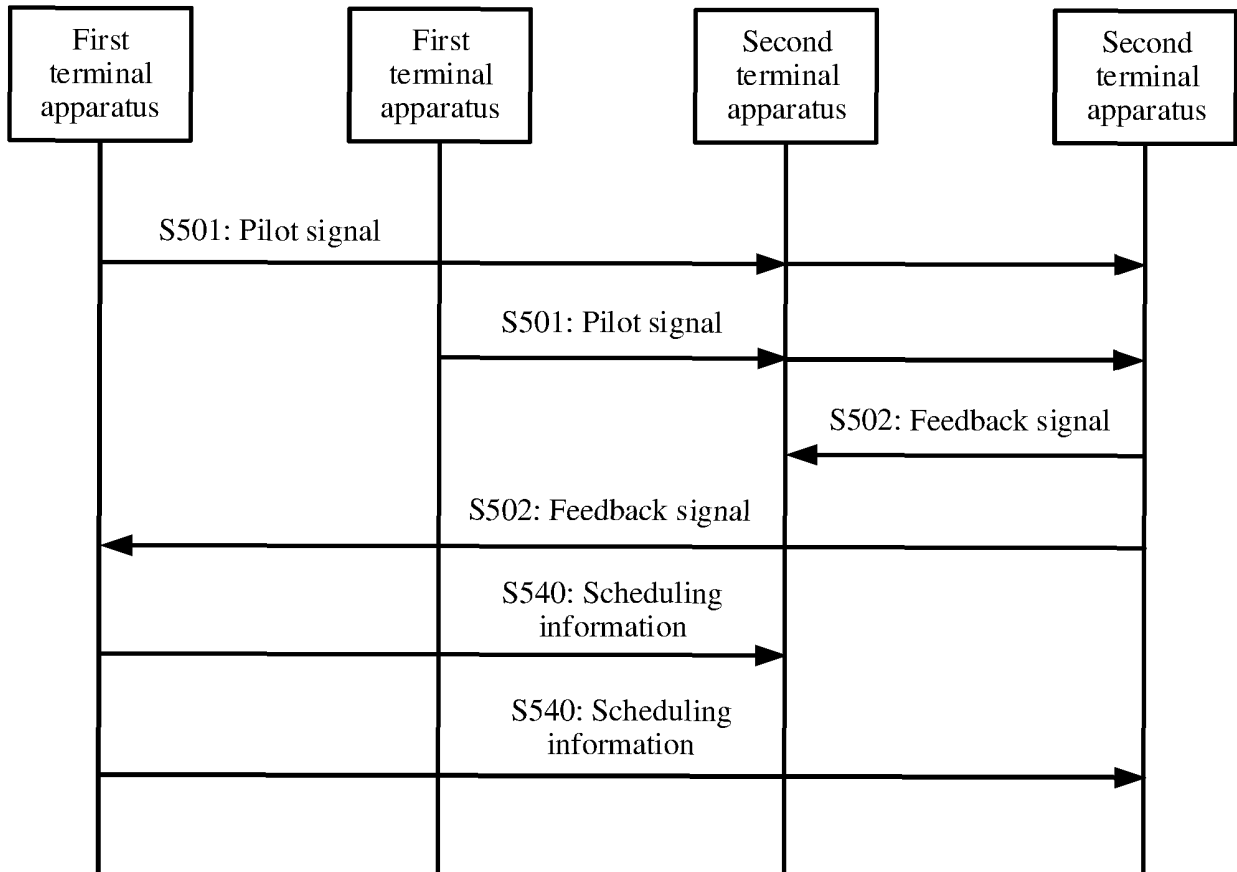 First
terminal
apparatus
First
terminal
apparatus
Second
terminal
apparatus
Second
terminal
apparatus
S501: Pilot signal
S501: Pilot signal
S502: Feedback signal
S502: Feedback signal
S540: Scheduling
information
S540: Scheduling
information